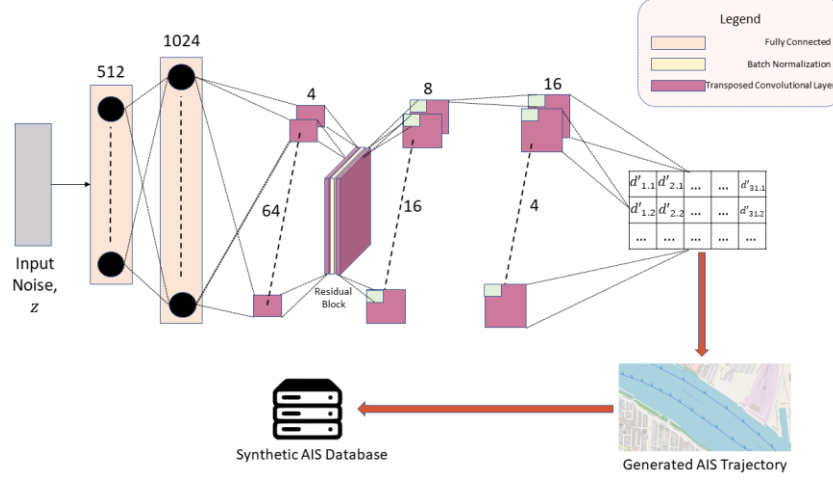 Legend
Fully Connected
Batch Normalization
Transposed Convolutional Layer
512
1024
4
8
16
64
16
4
Residual
Block
Input
Noise,
z
d'1.1 d'2.1 ... ... d'31.1
d'1.2 d'2.2 ... ... d'31.2
... ... ... ... ...
Synthetic AIS Database
Generated AIS Trajectory